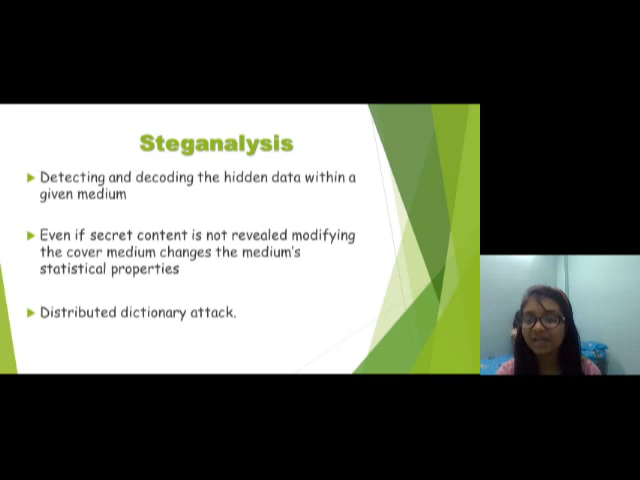 Steganalysis
Detecting and decoding the hidden data within a
given medium
Even if secret content is not revealed modifying
the cover medium changes the medium's
statistical properties
Distributed dictionary attack.